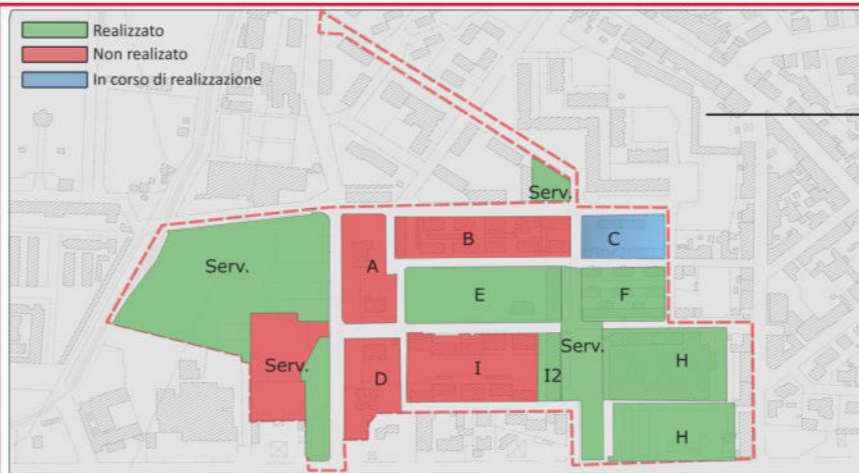 Realizzato
Non realizato
In corso di realizzazione
Serv.
B
C
Serv.
A
E
F
Serv.
Serv.
D
I
I2
H
H